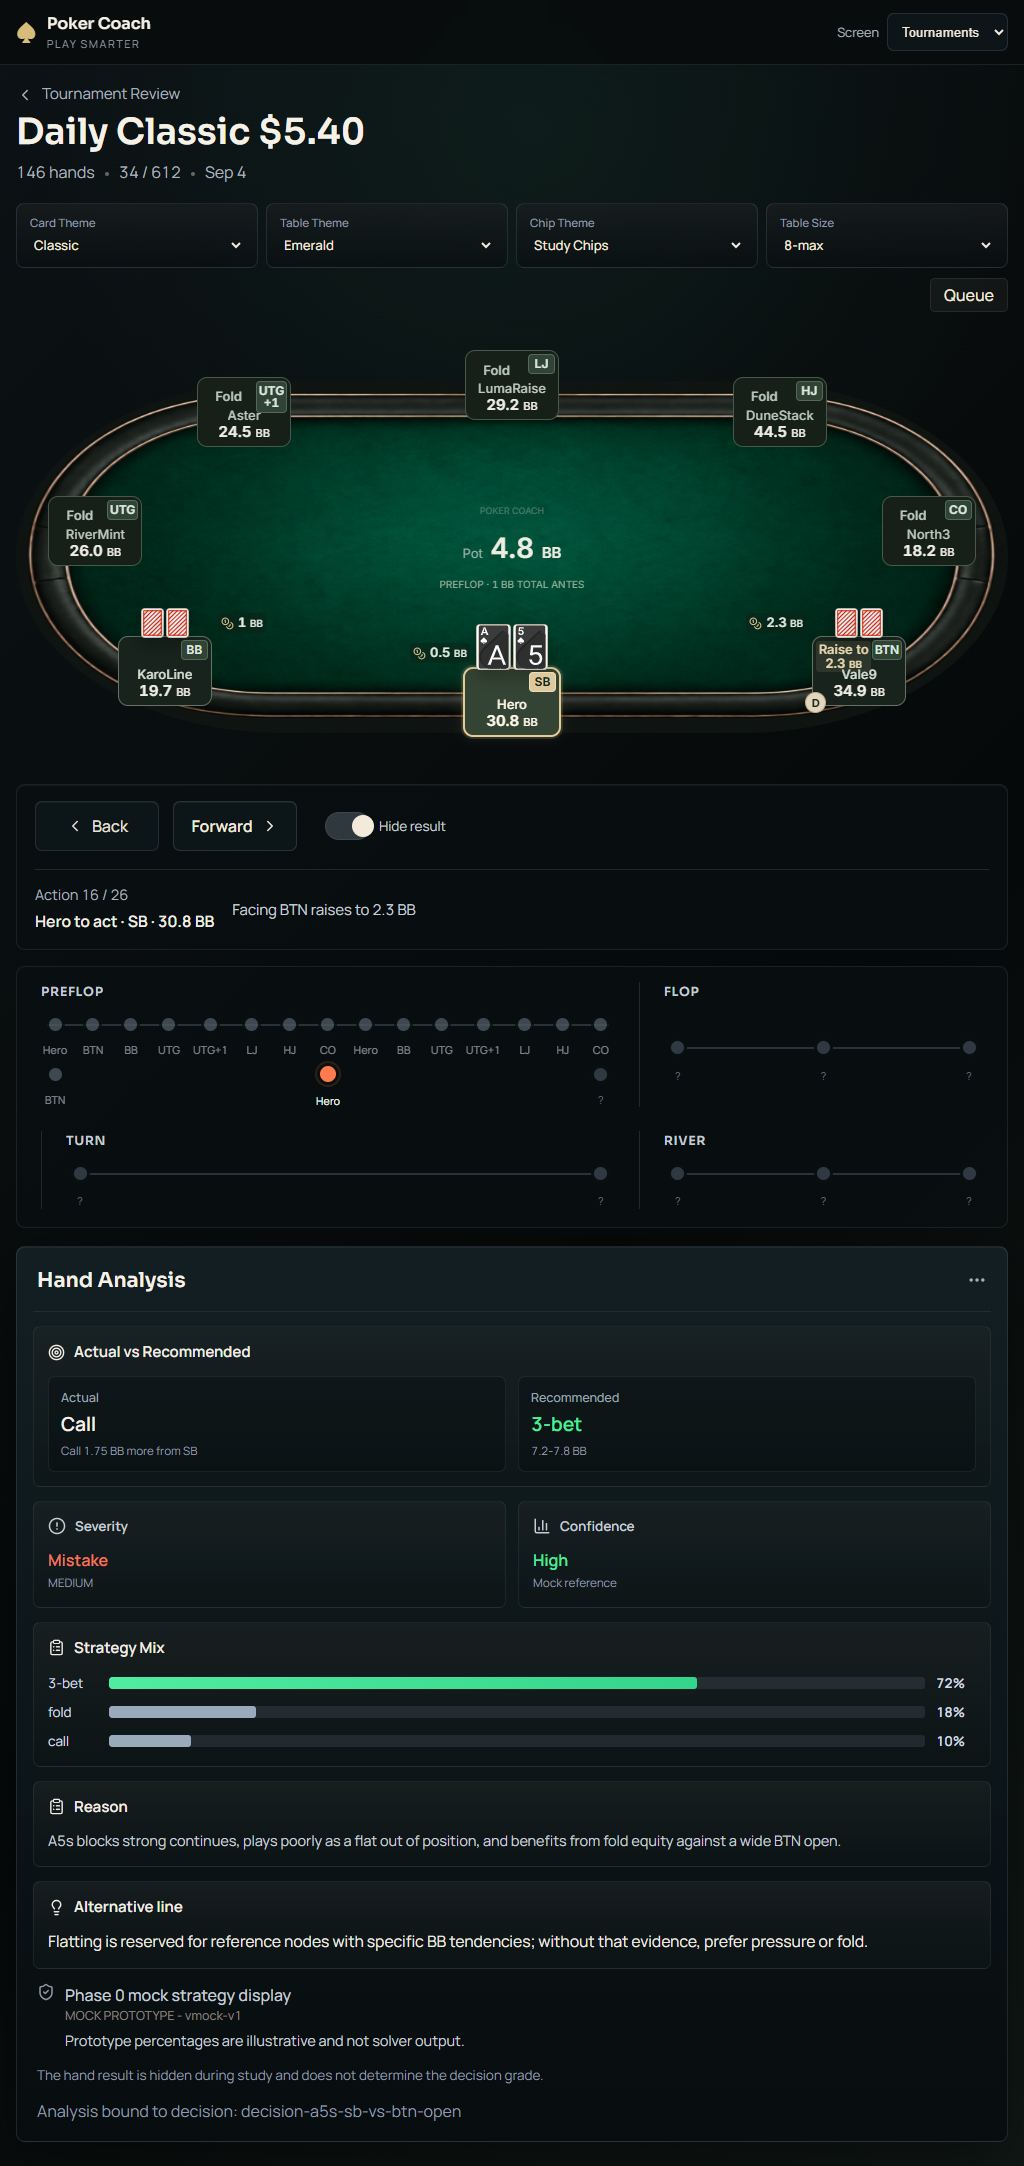 Poker Coach
PLAY SMARTER
Screen
Tournaments
Tournament Review
Daily Classic $5.40
146 hands • 34 / 612 • Sep 4
Card Theme
Classic
Table Theme
Emerald
Chip Theme
Study Chips
Table Size
8-max
Queue
Fold
LJ
LumaRaise
29.2 BB
Fold
UTG
+1
Aster
24.5 BB
Fold
HJ
DuneStack
44.5 BB
Fold
UTG
RiverMint
26.0 BB
Fold
CO
North3
18.2 BB
POKER COACH
Pot 4.8 BB
PREFLOP · 1 BB TOTAL ANTES
1 BB
BB
KaroLine
19.7 BB
0.5 BB
A
A
5
5
SB
Hero
30.8 BB
2.3 BB
Raise to
2.3 BB
BTN
Vale9
34.9 BB
D
Back
Forward
Hide result
Action 16 / 26
Hero to act · SB · 30.8 BB
Facing BTN raises to 2.3 BB
PREFLOP
Hero BTN BB UTG UTG+1 LJ HJ CO Hero BB UTG UTG+1 LJ HJ CO
BTN
Hero
?
FLOP
? ? ?
TURN
? ?
RIVER
? ? ?
Hand Analysis
Actual vs Recommended
Actual
Call
Call 1.75 BB more from SB
Recommended
3-bet
7.2-7.8 BB
Severity
Mistake
MEDIUM
Confidence
High
Mock reference
Strategy Mix
3-bet 72%
fold 18%
call 10%
Reason
A5s blocks strong continues, plays poorly as a flat out of position, and benefits from fold equity against a wide BTN open.
Alternative line
Flatting is reserved for reference nodes with specific BB tendencies; without that evidence, prefer pressure or fold.
Phase 0 mock strategy display
MOCK PROTOTYPE - vmock-v1
Prototype percentages are illustrative and not solver output.
The hand result is hidden during study and does not determine the decision grade.
Analysis bound to decision: decision-a5s-sb-vs-btn-open